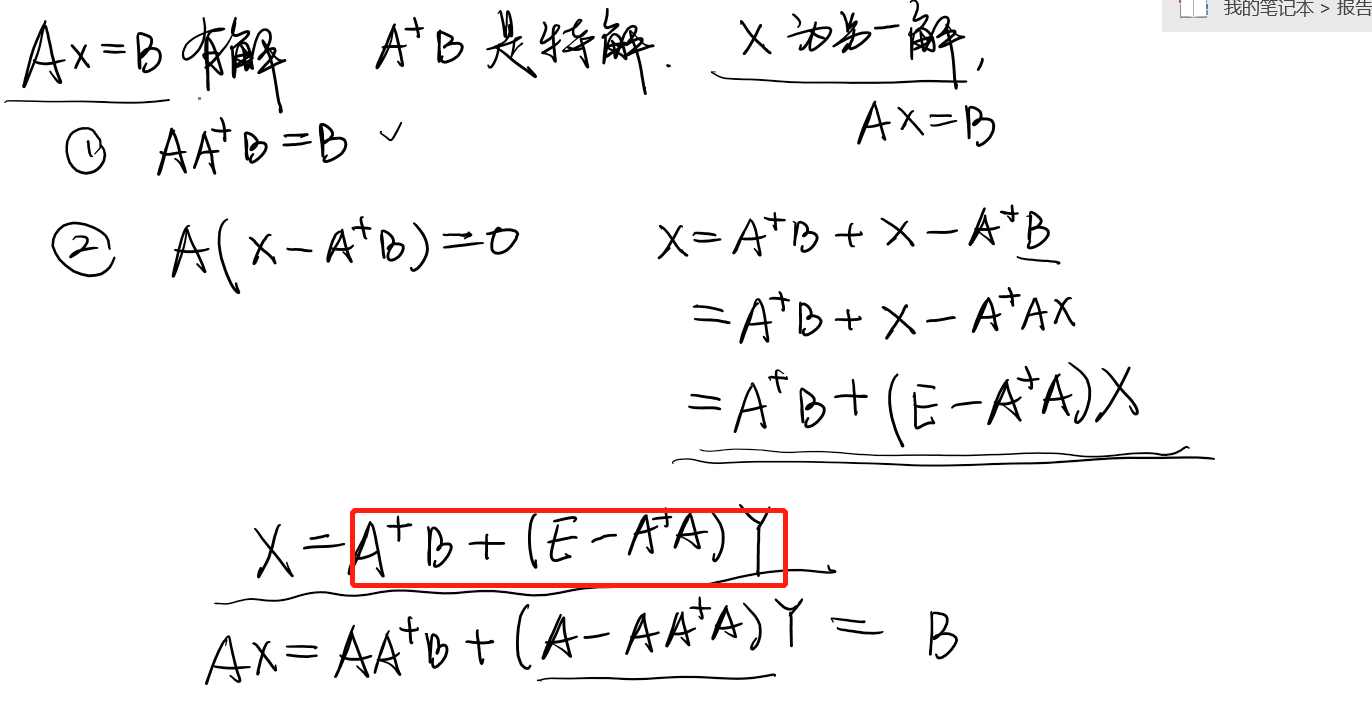 我的笔记本 > 报告
Ax=B 有解 A⁺B 是特解. X 为另一解,
AX=B
① AA⁺B=B ✓
② A(X-A⁺B)=0
X=A⁺B+X-A⁺B
=A⁺B+X-A⁺AX
=A⁺B+(E-A⁺A)X
X=A⁺B+(E-A⁺A)Y
AX=AA⁺B+(A-AA⁺A)Y=B